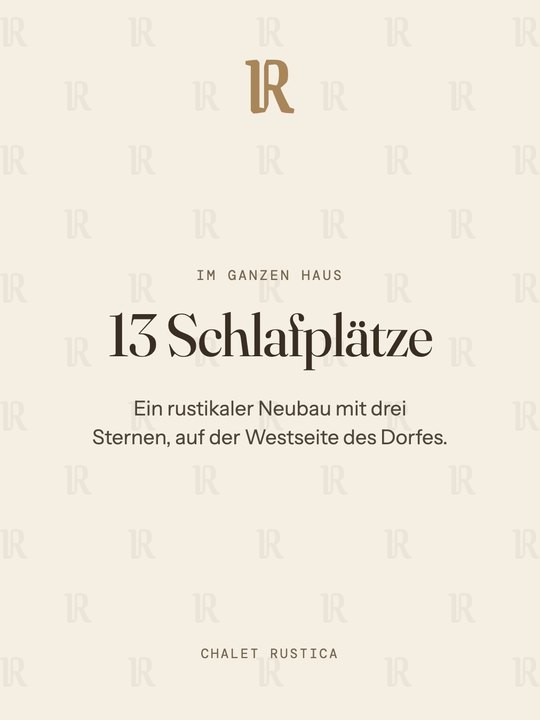 R
IM GANZEN HAUS
13 Schlafplätze
Ein rustikaler Neubau mit drei
Sternen, auf der Westseite des Dorfes.
CHALET RUSTICA